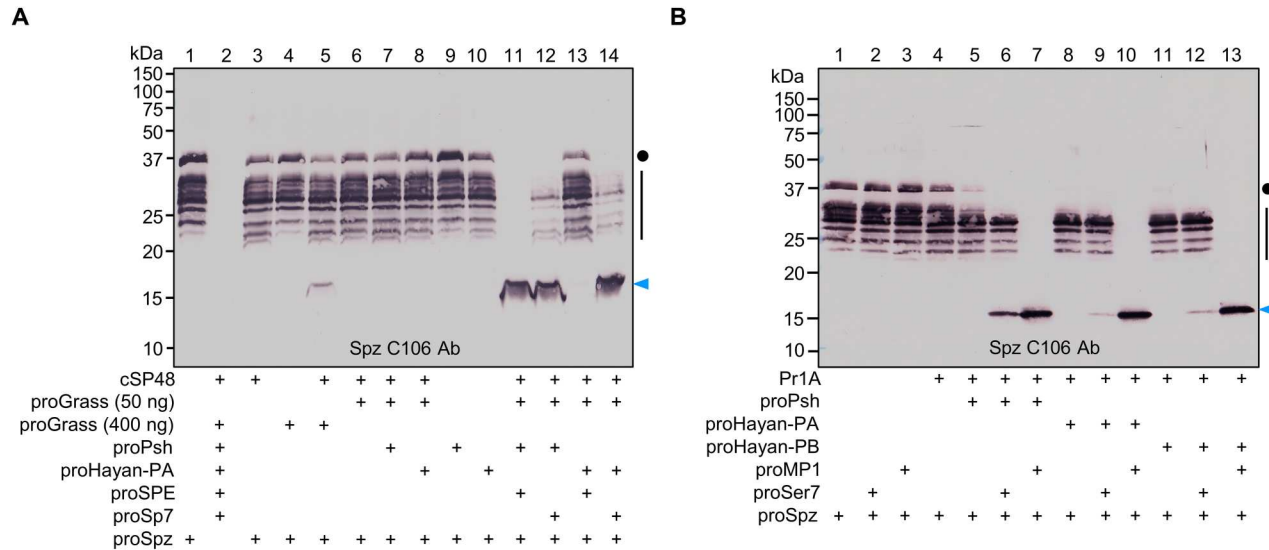 A
kDa 1 2 3 4 5 6 7 8 9 10 11 12 13 14
150
100
75
50
37
25
20
15
10
Spz C106 Ab
cSP48 + + + + + + + + + +
proGrass (50 ng) + + + + + + +
proGrass (400 ng) + + +
proPsh + + + + +
proHayan-PA + + + + +
proSPE + + +
proSp7 + + +
proSpz + + + + + + + + + + + + +
B
kDa 1 2 3 4 5 6 7 8 9 10 11 12 13
150
100
75
50
37
25
20
15
10
Spz C106 Ab
Pr1A + + + + + + + + + +
proPsh + + +
proHayan-PA + + +
proHayan-PB + + +
proMP1 + + + +
proSer7 + + + +
proSpz + + + + + + + + + + + + +